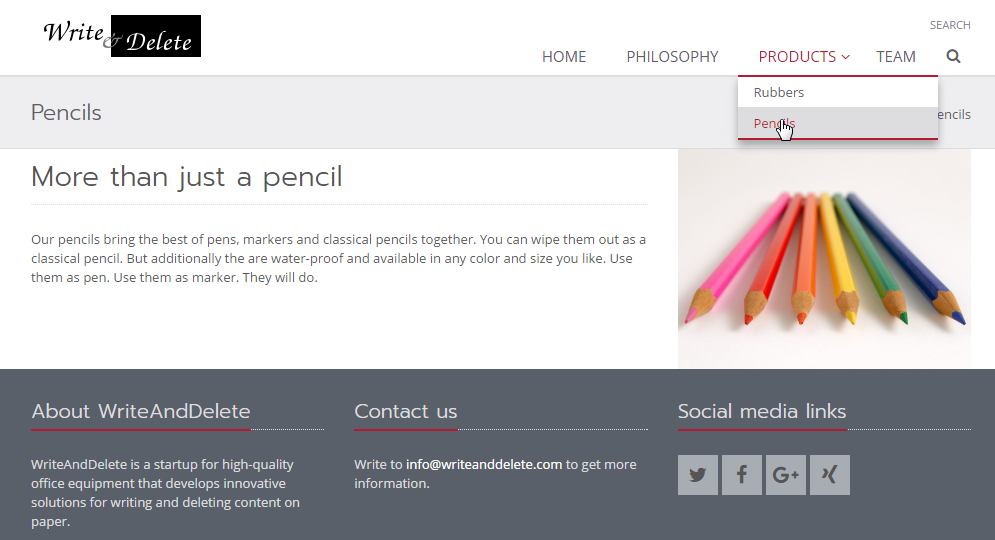 Write & Delete
SEARCH
HOME PHILOSOPHY PRODUCTS TEAM
Rubbers
Pencils
Pencils
encils
More than just a pencil
Our pencils bring the best of pens, markers and classical pencils together. You can wipe them out as a
classical pencil. But additionally the are water-proof and available in any color and size you like. Use
them as pen. Use them as marker. They will do.
About WriteAndDelete
WriteAndDelete is a startup for high-quality
office equipment that develops innovative
solutions for writing and deleting content on
paper.
Contact us
Write to info@writeanddelete.com to get more
information.
Social media links